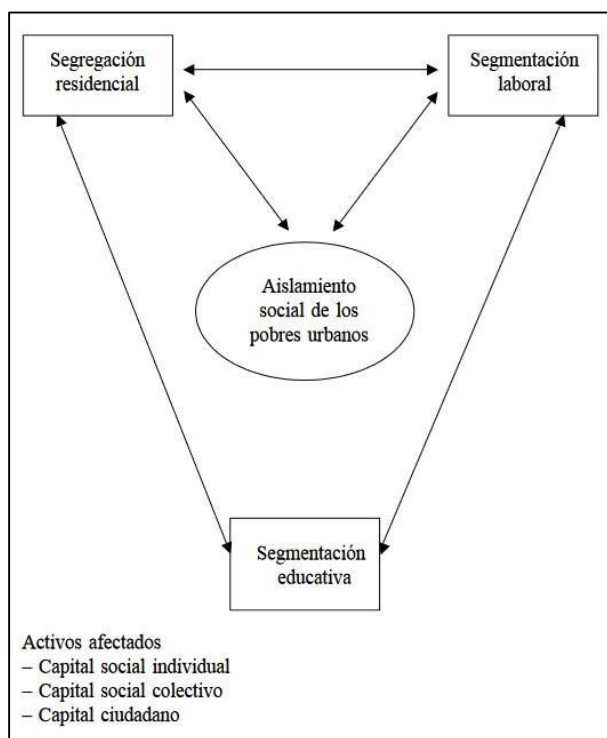 Segregación
residencial
Segmentación
laboral
Aislamiento
social de los
pobres urbanos
Segmentación
educativa
Activos afectados
– Capital social individual
– Capital social colectivo
– Capital ciudadano